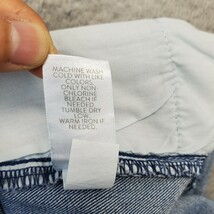 MACHINE WASH
COLD WITH LIKE
COLORS.
ONLY NON
CHLORINE
BLEACH IF
NEEDED.
TUMBLE DRY
LOW.
WARM IRON IF
NEEDED.